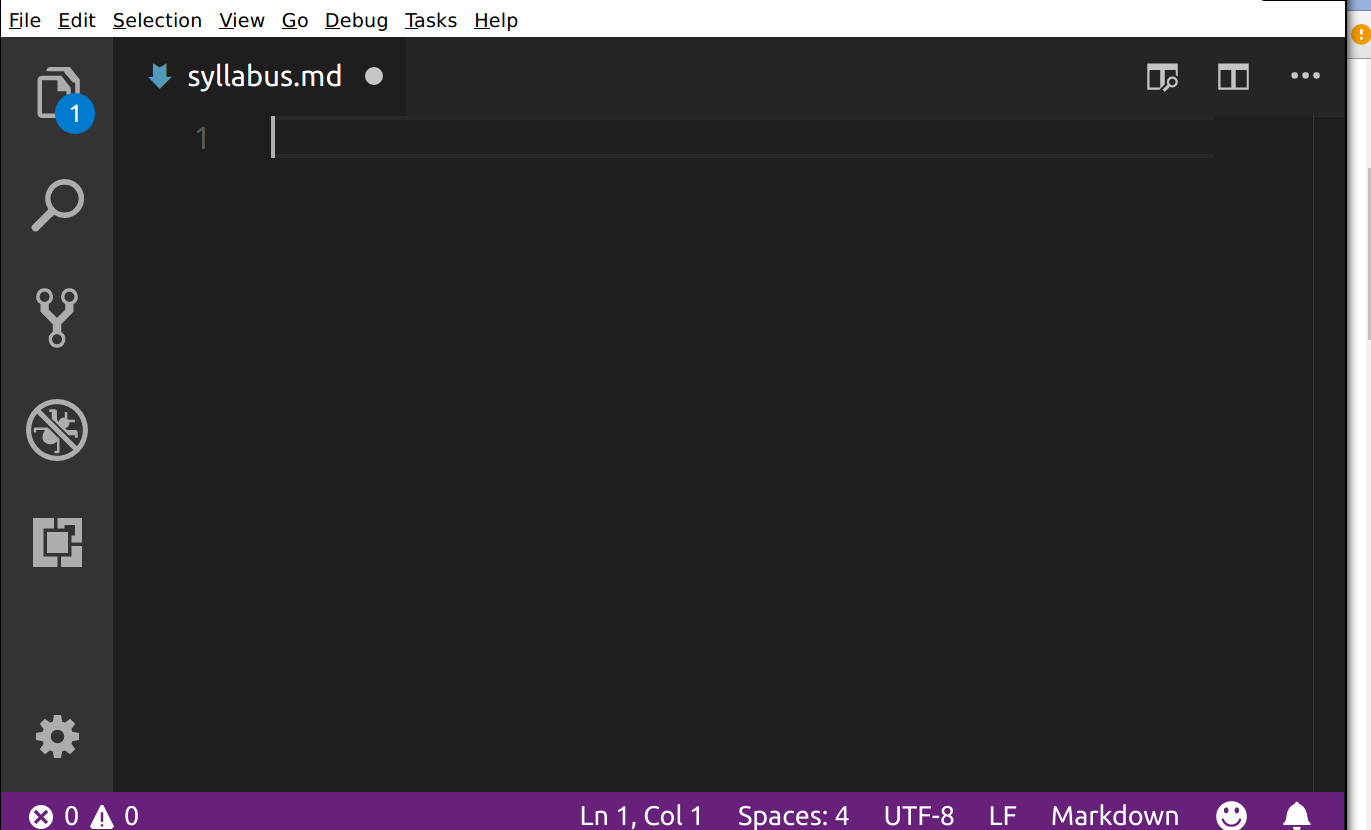 File Edit Selection View Go Debug Tasks Help
syllabus.md
1
1
0 0 Ln 1, Col 1 Spaces: 4 UTF-8 LF Markdown